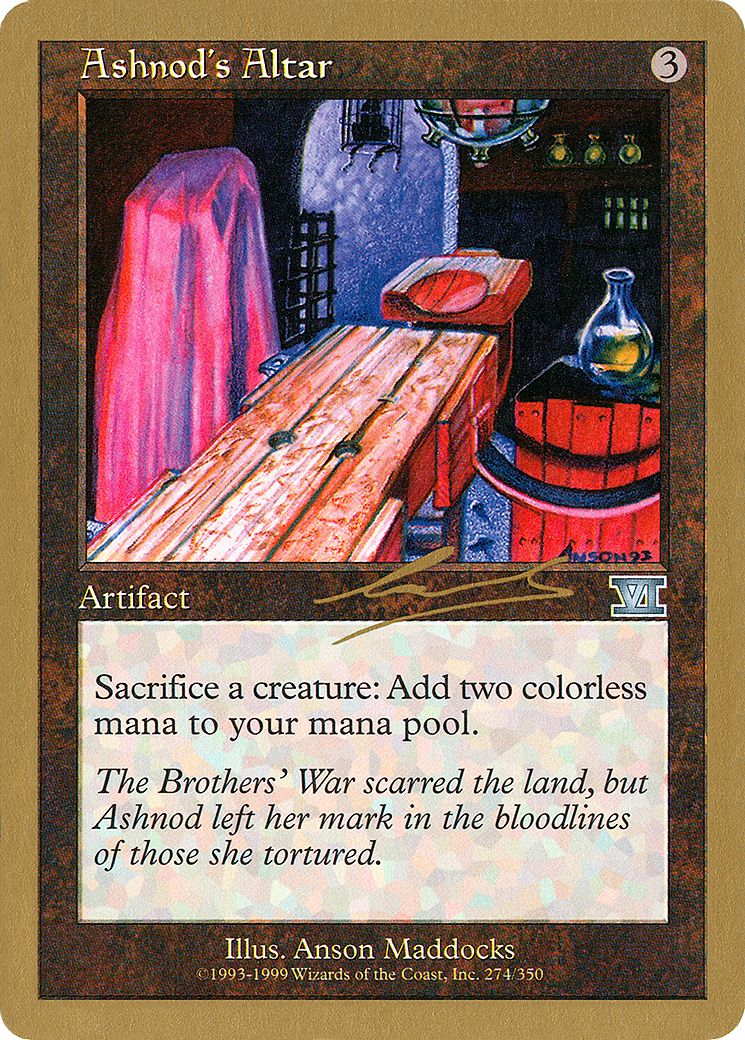 Ashnod's Altar 3
ANSON93
Artifact VI
Sacrifice a creature: Add two colorless
mana to your mana pool.
The Brothers' War scarred the land, but
Ashnod left her mark in the bloodlines
of those she tortured.
Illus. Anson Maddocks
©1993-1999 Wizards of the Coast, Inc. 274/350